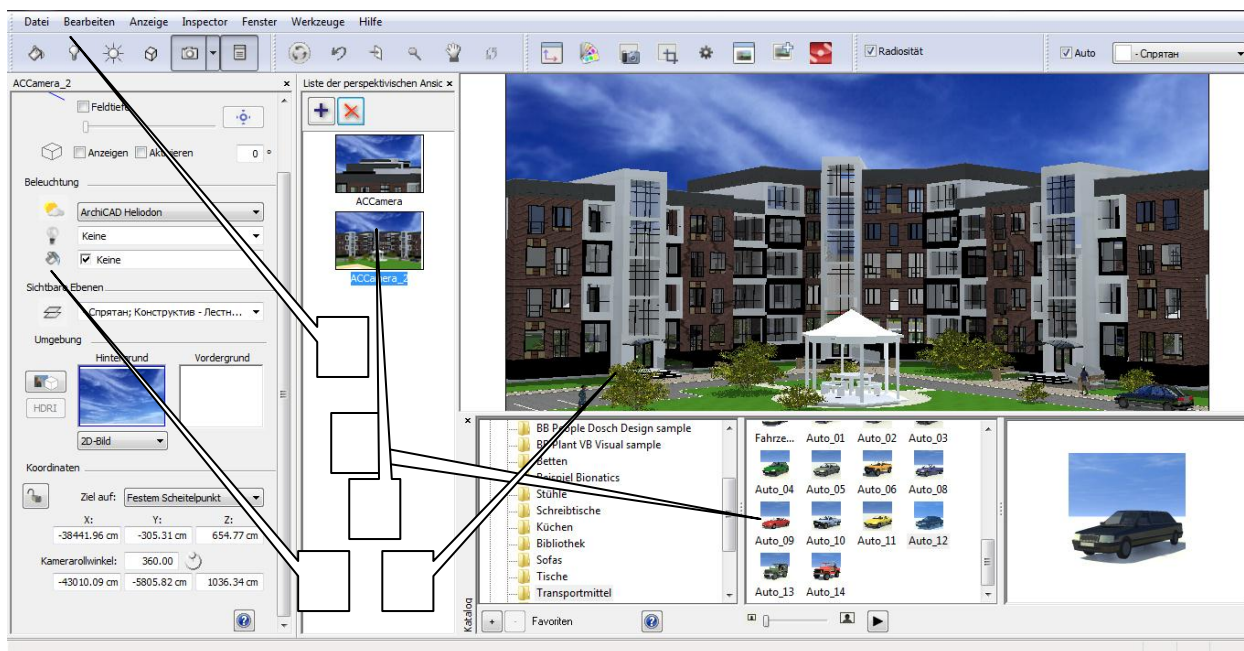 Datei Bearbeiten Anzeige Inspector Fenster Werkzeuge Hilfe
Radiosität Auto - Спрятан
ACCamera_2
Feldtiefe
Anzeigen Aktivieren 0 °
Beleuchtung
ArchiCAD Heliodon
Keine
Keine
Sichtbare Ebenen
Спрятан; Конструктив - Лестн...
Umgebung
Hintergrund Vordergrund
HDRI
2D-Bild
Koordinaten
Ziel auf: Festem Scheitelpunkt
X: Y: Z:
-38441.96 cm -305.31 cm 654.77 cm
Kamerarollwinkel: 360.00
-43010.09 cm -5805.82 cm 1036.34 cm
Liste der perspektivischen Ansic
ACCamera
ACCamera_2
Katalog
BB People Dosch Design sample
BB Plant VB Visual sample
Betten
Beispiel Bionatics
Stühle
Schreibtische
Küchen
Bibliothek
Sofas
Tische
Transportmittel
Favoriten
Fahrze... Auto_01 Auto_02 Auto_03
Auto_04 Auto_05 Auto_06 Auto_08
Auto_09 Auto_10 Auto_11 Auto_12
Auto_13 Auto_14